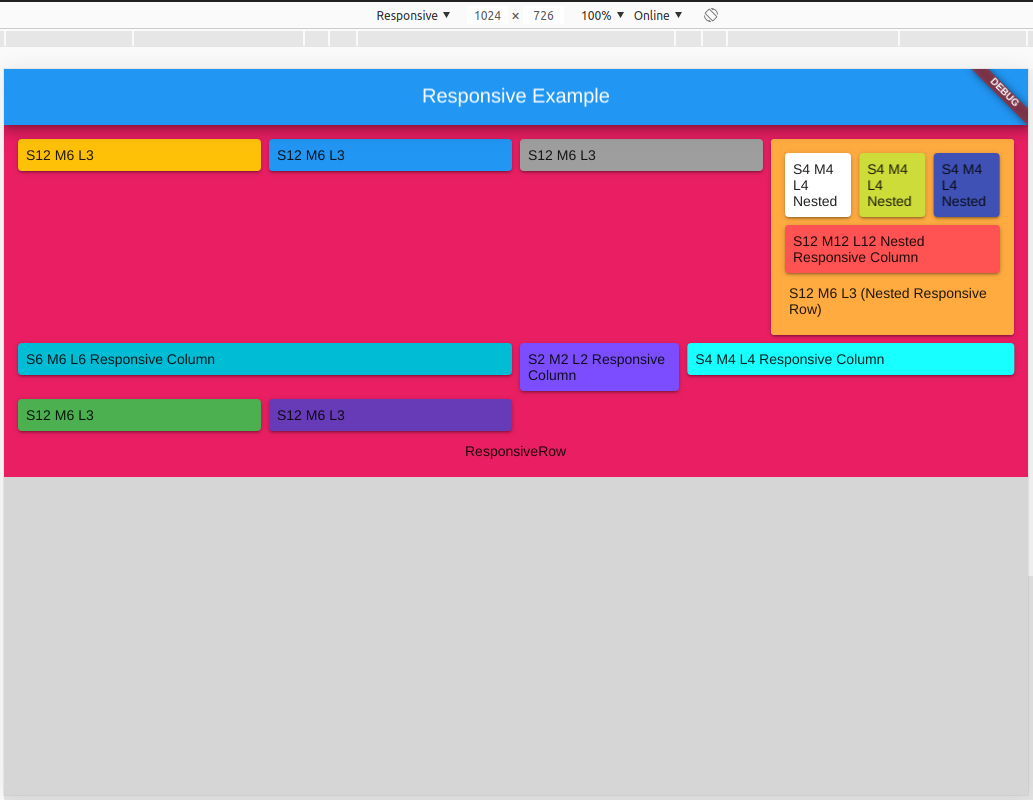 Responsive ▼ 1024 × 726 100% ▼ Online ▼
Responsive Example
DEBUG
S12 M6 L3
S12 M6 L3
S12 M6 L3
S4 M4
L4
Nested
S4 M4
L4
Nested
S4 M4
L4
Nested
S12 M12 L12 Nested
Responsive Column
S12 M6 L3 (Nested Responsive
Row)
S6 M6 L6 Responsive Column
S2 M2 L2 Responsive
Column
S4 M4 L4 Responsive Column
S12 M6 L3
S12 M6 L3
ResponsiveRow